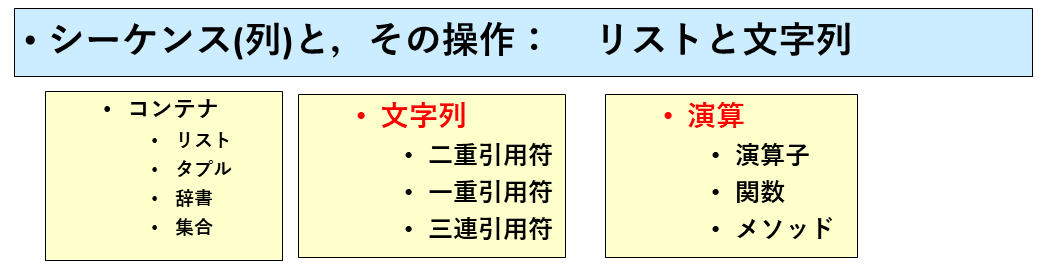 • シーケンス(列)と，その操作：　リストと文字列
• コンテナ
• リスト
• タプル
• 辞書
• 集合
• 文字列
• 二重引用符
• 一重引用符
• 三連引用符
• 演算
• 演算子
• 関数
• メソッド